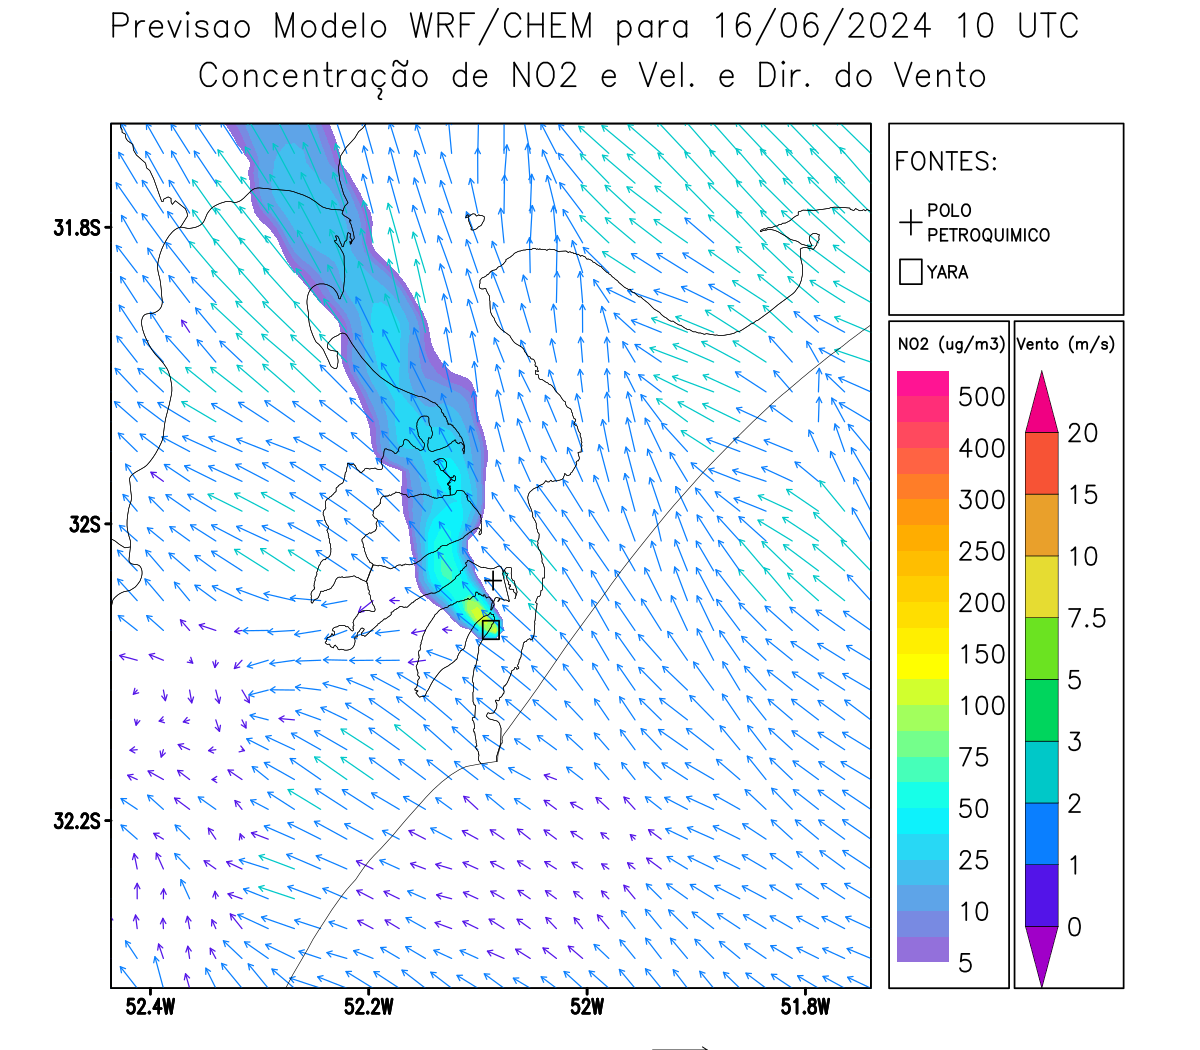 Previsao Modelo WRF/CHEM para 16/06/2024 10 UTC
Concentração de NO2 e Vel. e Dir. do Vento
FONTES:
POLO
PETROQUIMICO
YARA
NO2 (ug/m3)
500
400
300
250
200
150
100
75
50
25
10
5
Vento (m/s)
20
15
10
7.5
5
3
2
1
0
31.8S
32S
32.2S
52.4W 52.2W 52W 51.8W